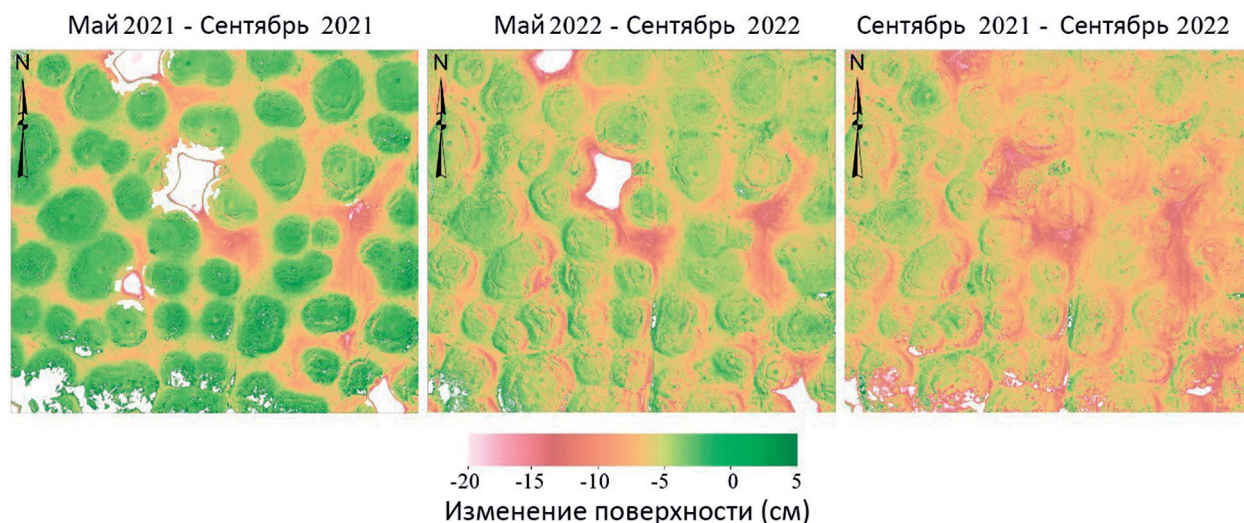 Май 2021 - Сентябрь 2021
Май 2022 - Сентябрь 2022
Сентябрь 2021 - Сентябрь 2022
N
N
N
-20 -15 -10 -5 0 5
Изменение поверхности (см)